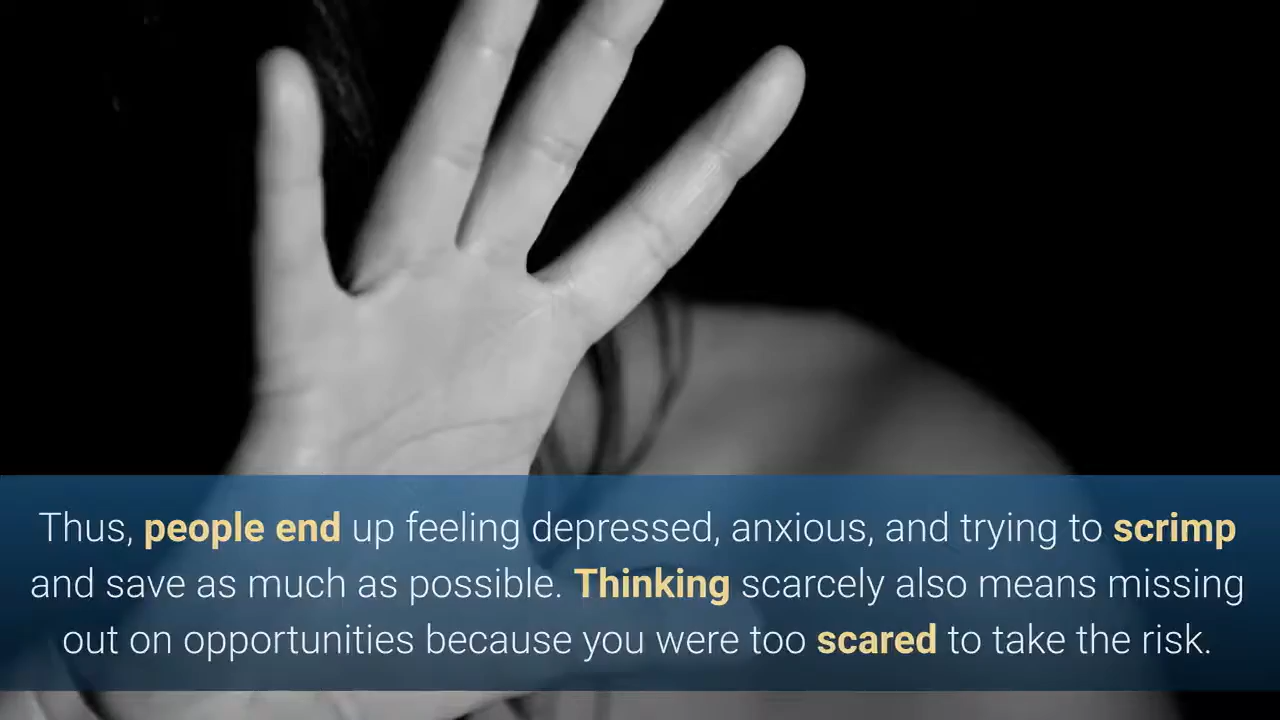 Thus, people end up feeling depressed, anxious, and trying to scrimp
and save as much as possible. Thinking scarcely also means missing
out on opportunities because you were too scared to take the risk.